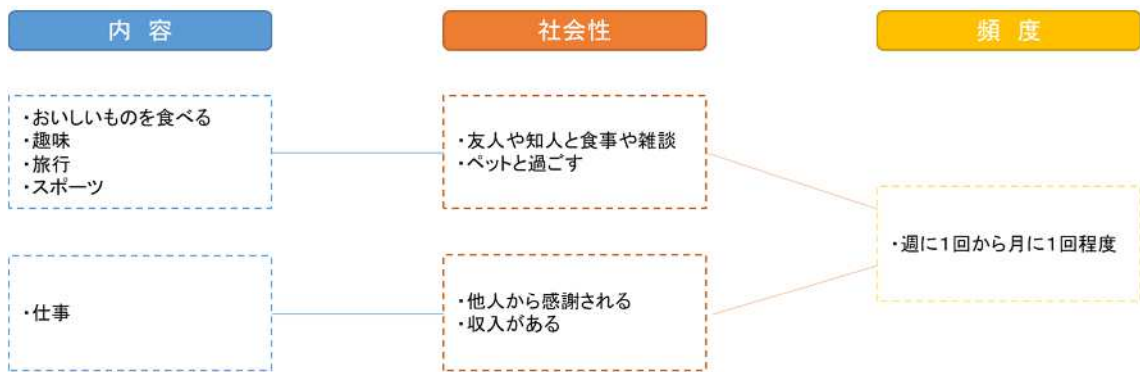 内 容
社会性
頻 度
・おいしいものを食べる
・趣味
・旅行
・スポーツ
・友人や知人と食事や雑談
・ペットと過ごす
・週に1回から月に1回程度
・仕事
・他人から感謝される
・収入がある